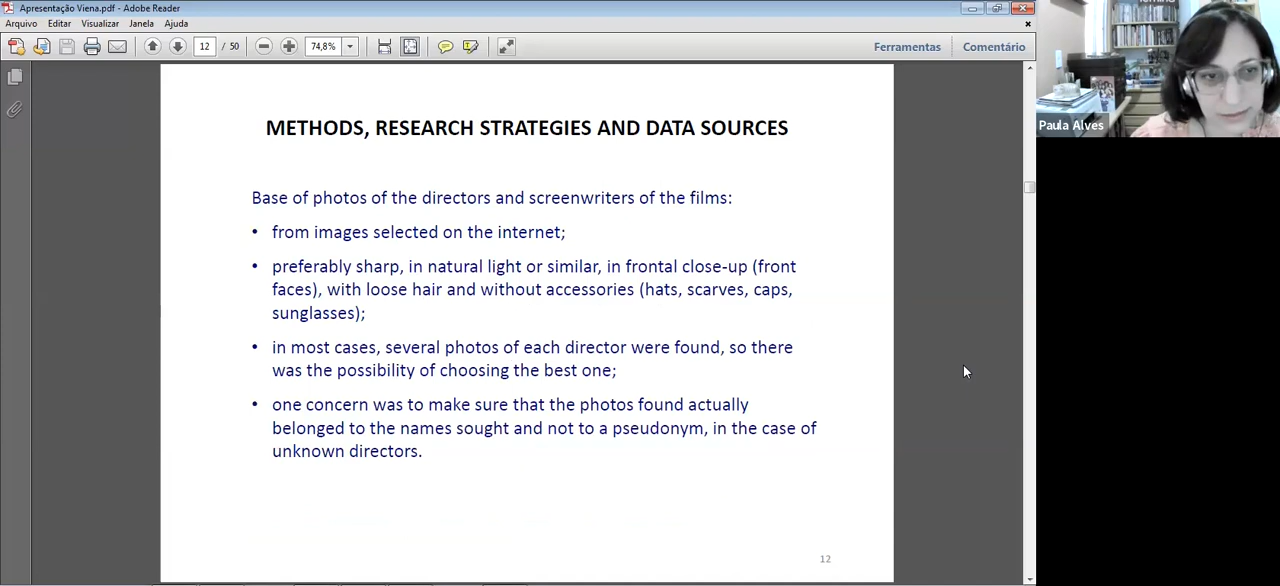 Apresentação Viena.pdf - Adobe Reader
Arquivo Editar Visualizar Janela Ajuda
12 / 50 74,8% Ferramentas Comentário
Paula Alves
METHODS, RESEARCH STRATEGIES AND DATA SOURCES
Base of photos of the directors and screenwriters of the films:
• from images selected on the internet;
• preferably sharp, in natural light or similar, in frontal close-up (front
faces), with loose hair and without accessories (hats, scarves, caps,
sunglasses);
• in most cases, several photos of each director were found, so there
was the possibility of choosing the best one;
• one concern was to make sure that the photos found actually
belonged to the names sought and not to a pseudonym, in the case of
unknown directors.
12